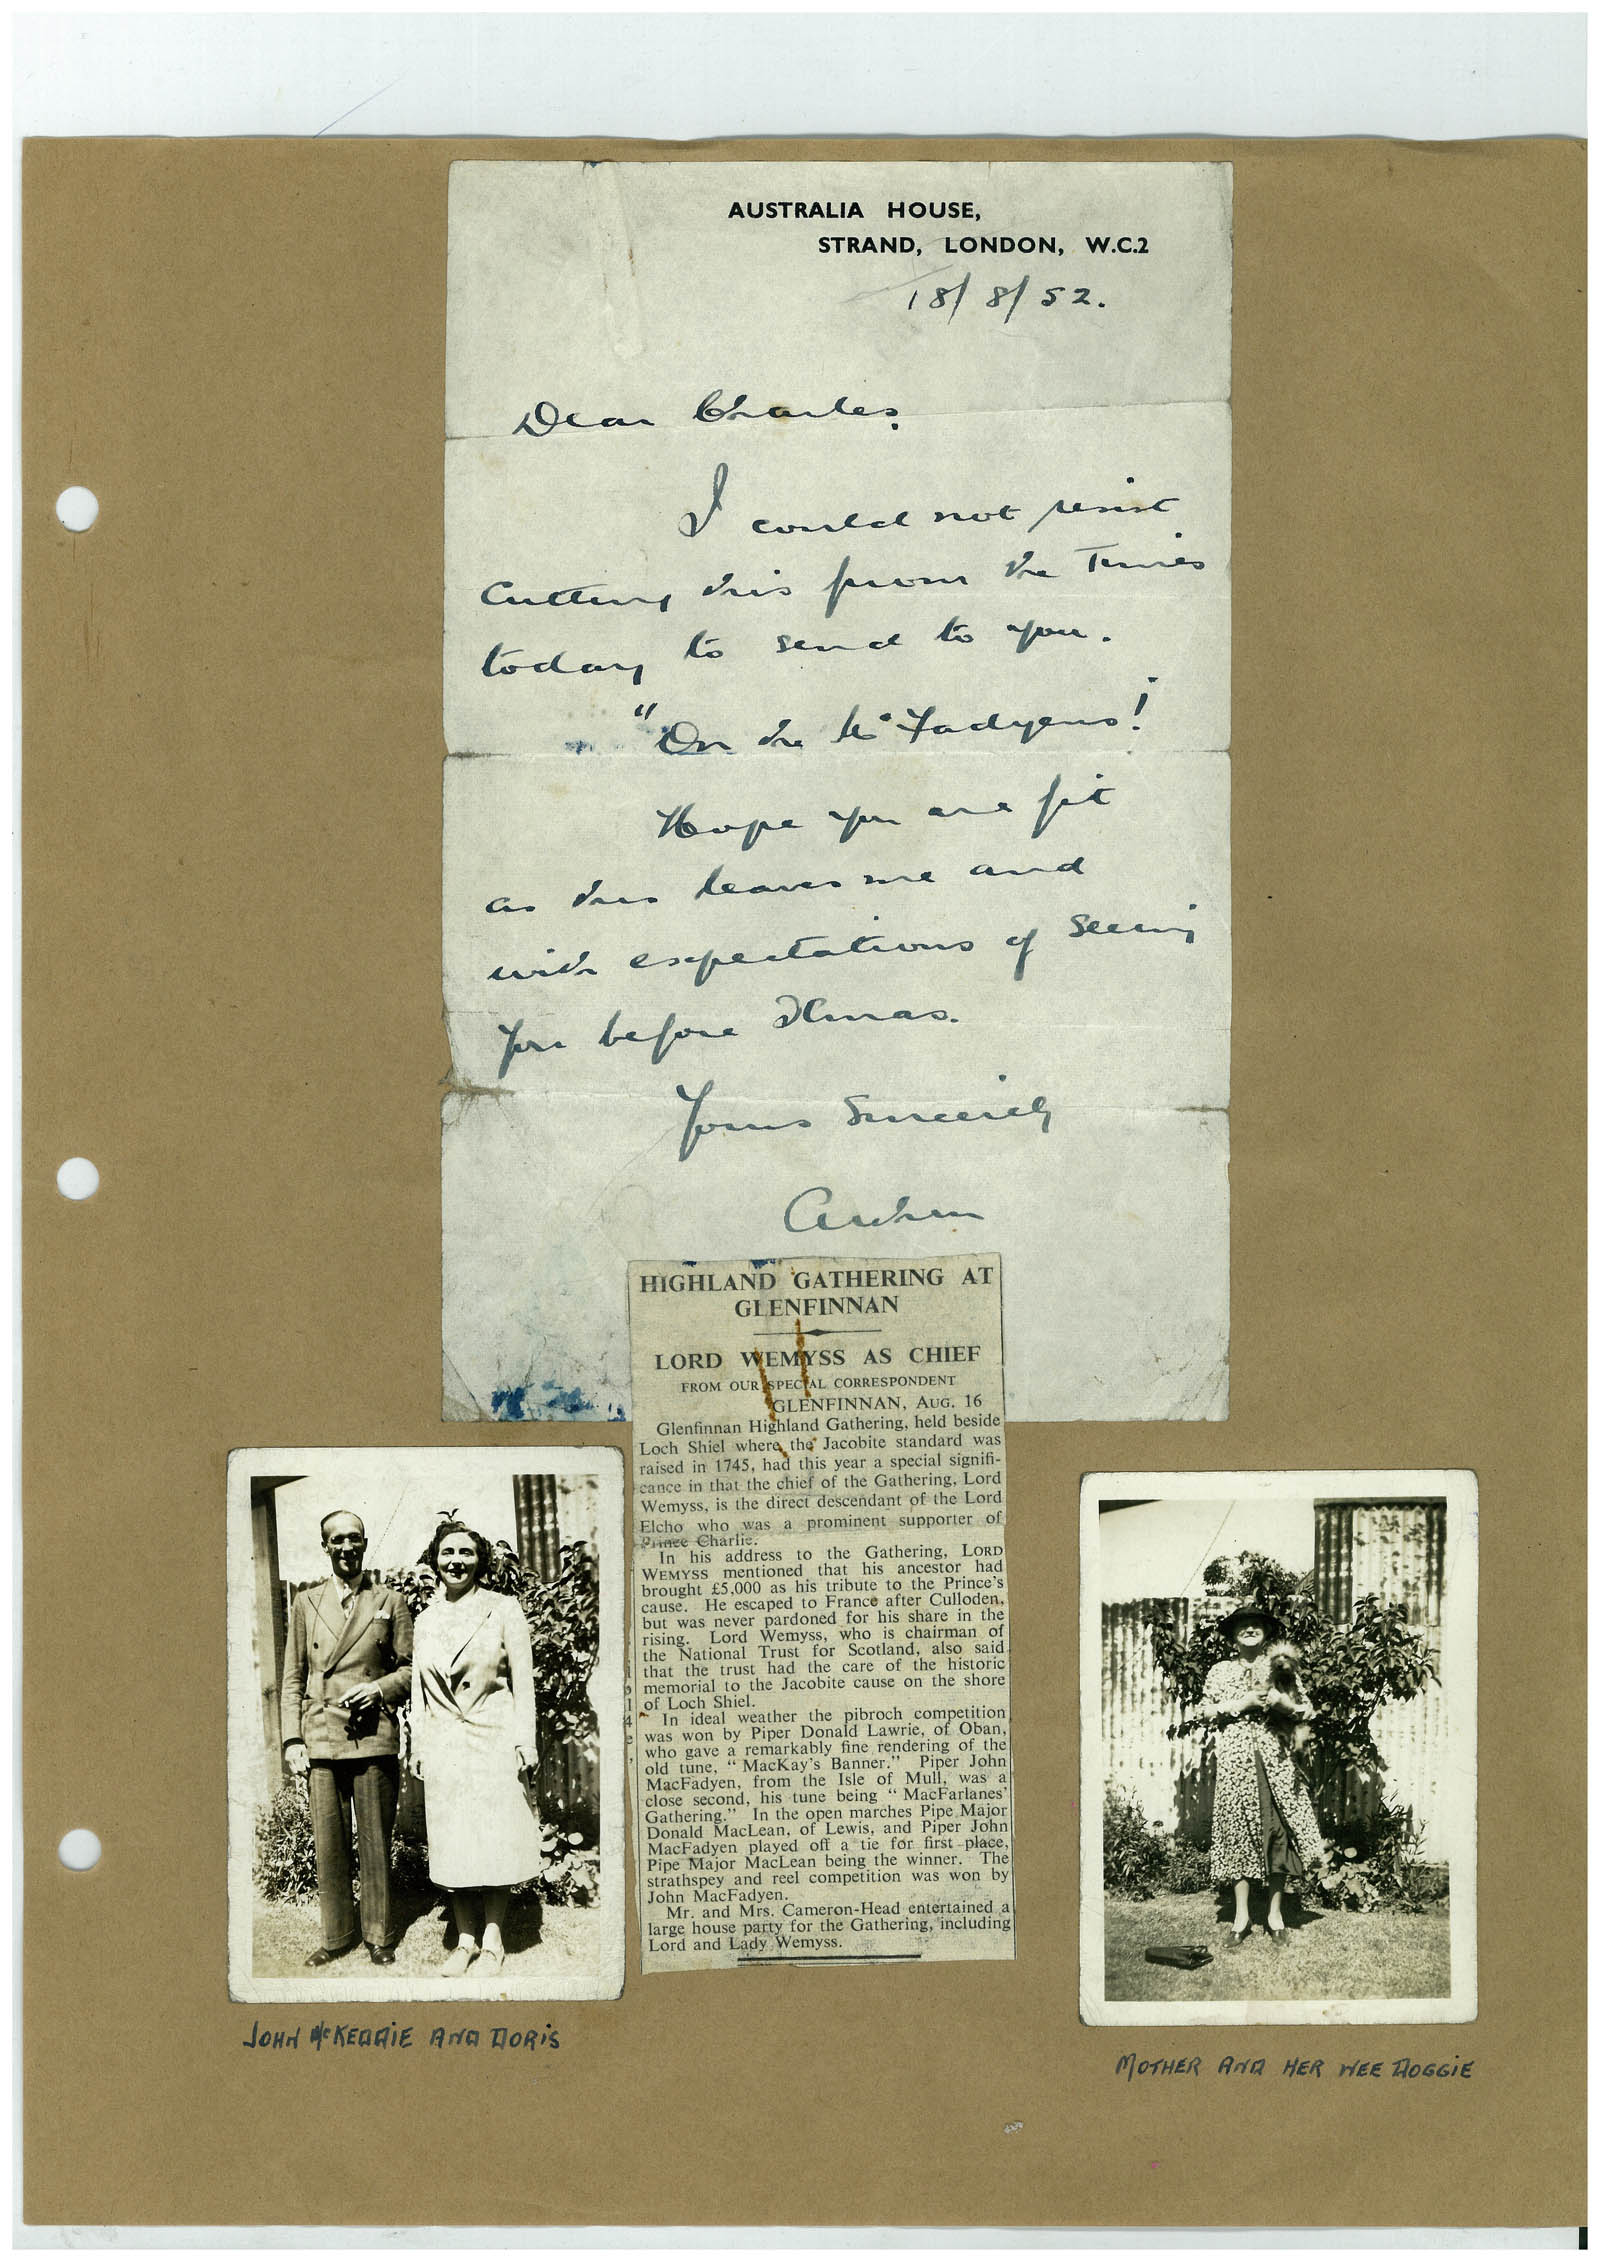 AUSTRALIA HOUSE,
STRAND, LONDON, W.C.2
18/8/52.
Dear Charles,
I could not resist
cutting this from the Times
today to send to you.
"On the McFadyens!
Hope you are fit
as this leaves me and
with expectations of seeing
you before Xmas.
Yours Sincerely
HIGHLAND GATHERING AT
GLENFINNAN
LORD WEMYSS AS CHIEF
FROM OUR SPECIAL CORRESPONDENT
GLENFINNAN, AUG. 16
Glenfinnan Highland Gathering, held beside
Loch Shiel where the Jacobite standard was
raised in 1745, had this year a special signifi-
cance in that the chief of the Gathering, Lord
Wemyss, is the direct descendant of the Lord
Elcho who was a prominent supporter of
Prince Charlie.
In his address to the Gathering, LORD
WEMYSS mentioned that his ancestor had
brought £5,000 as his tribute to the Prince's
cause. He escaped to France after Culloden,
but was never pardoned for his share in the
rising. Lord Wemyss, who is chairman of
the National Trust for Scotland, also said
that the trust had the care of the historic
memorial to the Jacobite cause on the shore
of Loch Shiel.
In ideal weather the pibroch competition
was won by Piper Donald Lawrie, of Oban,
who gave a remarkably fine rendering of the
old tune, "MacKay's Banner." Piper John
MacFadyen, from the Isle of Mull, was a
close second, his tune being "MacFarlanes'
Gathering." In the open marches Pipe Major
Donald MacLean, of Lewis, and Piper John
MacFadyen played off a tie for first place,
Pipe Major MacLean being the winner. The
strathspey and reel competition was won by
John MacFadyen.
Mr. and Mrs. Cameron-Head entertained a
large house party for the Gathering, including
Lord and Lady Wemyss.
JOHN McKEDDIE AND DORIS
MOTHER AND HER WEE DOGGIE